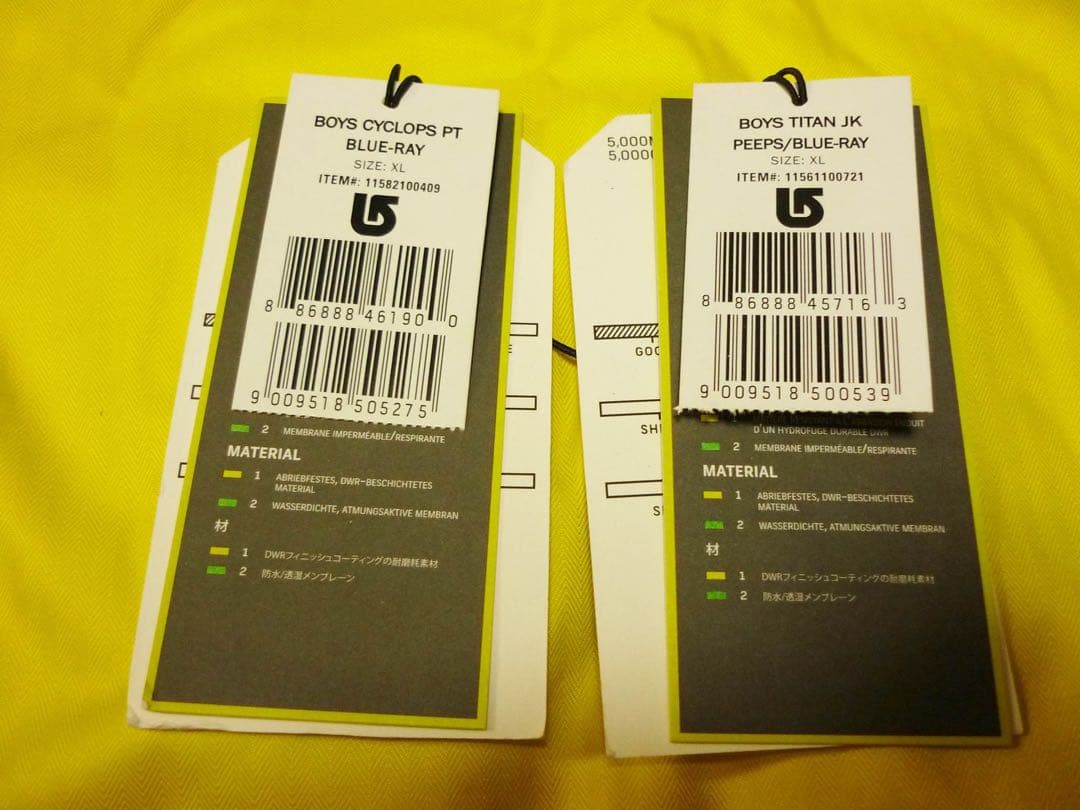 BOYS CYCLOPS PT
BLUE-RAY
SIZE: XL
ITEM#: 11582100409
8 86888 46190 0
9 009518 505275
2 MEMBRANE IMPERMÉABLE/RESPIRANTE
MATERIAL
1 ABRIEBFESTES, DWR-BESCHICHTETES
MATERIAL
2 WASSERDICHTE, ATMUNGSAKTIVE MEMBRAN
材
1 DWRフィニッシュコーティングの耐磨耗素材
2 防水/透湿メンブレーン
5,000
BOYS TITAN JK
PEEPS/BLUE-RAY
SIZE: XL
ITEM#: 11561100721
8 86888 45716 3
9 009518 500539
D'UN HYDROFUGE DURABLE DWR
2 MEMBRANE IMPERMÉABLE/RESPIRANTE
MATERIAL
1 ABRIEBFESTES, DWR-BESCHICHTETES
MATERIAL
2 WASSERDICHTE, ATMUNGSAKTIVE MEMBRAN
材
1 DWRフィニッシュコーティングの耐磨耗素材
2 防水/透湿メンブレーン